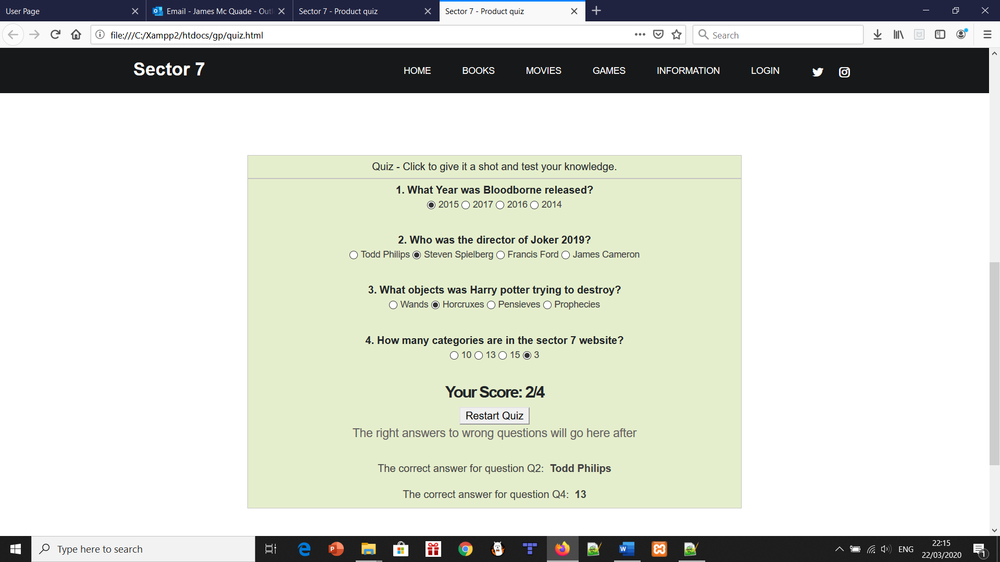 User Page
Email - James Mc Quade - Outl
Sector 7 - Product quiz
Sector 7 - Product quiz
file:///C:/Xampp2/htdocs/gp/quiz.html
Search
Sector 7
HOME BOOKS MOVIES GAMES INFORMATION LOGIN
Quiz - Click to give it a shot and test your knowledge.
1. What Year was Bloodborne released?
2015 2017 2016 2014
2. Who was the director of Joker 2019?
Todd Philips Steven Spielberg Francis Ford James Cameron
3. What objects was Harry potter trying to destroy?
Wands Horcruxes Pensieves Prophecies
4. How many categories are in the sector 7 website?
10 13 15 3
Your Score: 2/4
Restart Quiz
The right answers to wrong questions will go here after
The correct answer for question Q2: Todd Philips
The correct answer for question Q4: 13
Type here to search
ENG
22:15
22/03/2020
1